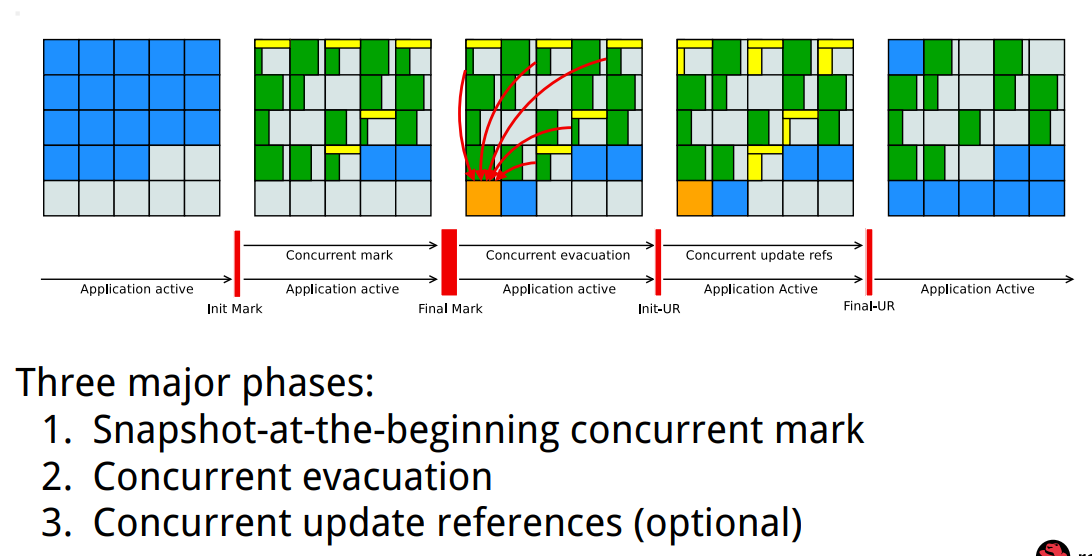 Concurrent mark
Concurrent evacuation
Concurrent update refs
Application active
Application active
Application active
Application Active
Application Active
Init Mark
Final Mark
Init-UR
Final-UR
Three major phases:
1. Snapshot-at-the-beginning concurrent mark
2. Concurrent evacuation
3. Concurrent update references (optional)